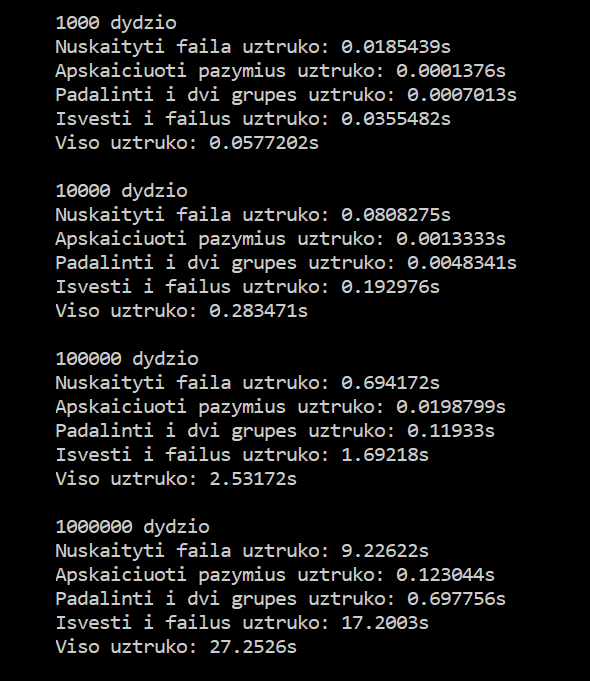 1000 dydzio
Nuskaityti faila uztruko: 0.0185439s
Apskaiciuoti pazymius uztruko: 0.0001376s
Padalinti i dvi grupes uztruko: 0.0007013s
Isvesti i failus uztruko: 0.0355482s
Viso uztruko: 0.0577202s
10000 dydzio
Nuskaityti faila uztruko: 0.0808275s
Apskaiciuoti pazymius uztruko: 0.0013333s
Padalinti i dvi grupes uztruko: 0.0048341s
Isvesti i failus uztruko: 0.192976s
Viso uztruko: 0.283471s
100000 dydzio
Nuskaityti faila uztruko: 0.694172s
Apskaiciuoti pazymius uztruko: 0.0198799s
Padalinti i dvi grupes uztruko: 0.11933s
Isvesti i failus uztruko: 1.69218s
Viso uztruko: 2.53172s
1000000 dydzio
Nuskaityti faila uztruko: 9.22622s
Apskaiciuoti pazymius uztruko: 0.123044s
Padalinti i dvi grupes uztruko: 0.697756s
Isvesti i failus uztruko: 17.2003s
Viso uztruko: 27.2526s